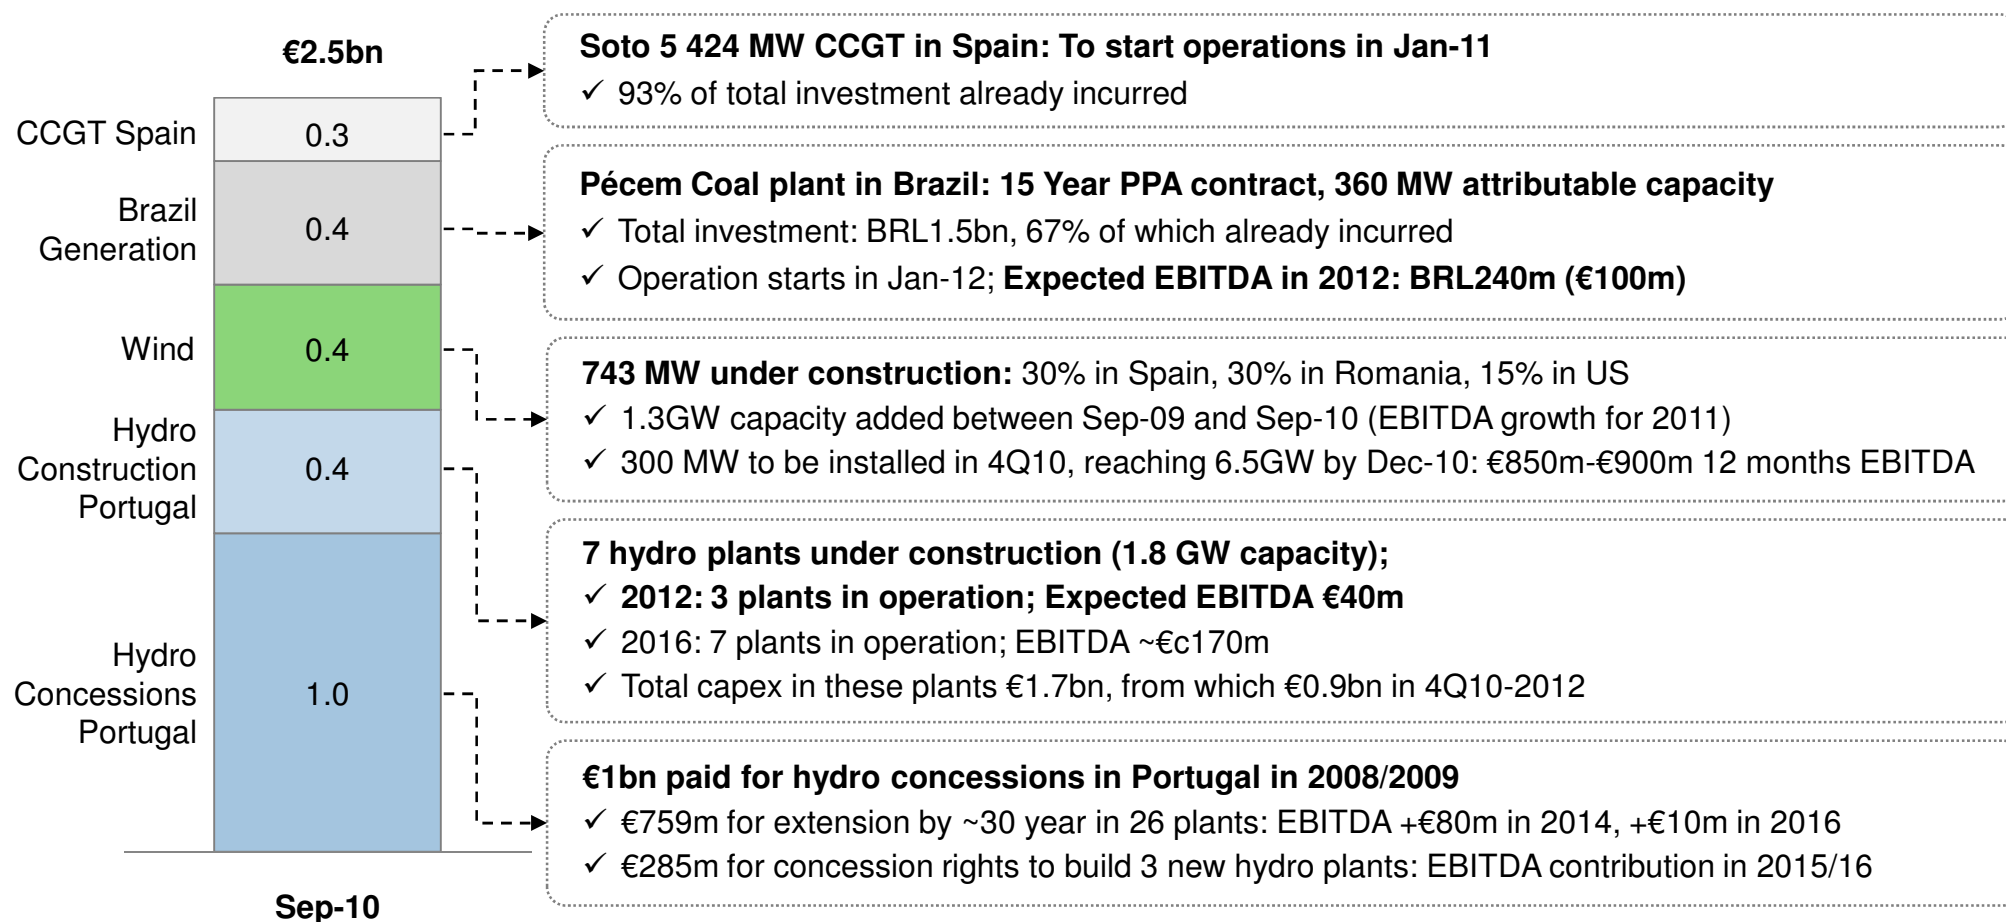 €2.5bn
CCGT Spain
0.3
Brazil
Generation
0.4
Wind
0.4
Hydro
Construction
Portugal
0.4
Hydro
Concessions
Portugal
1.0
Sep-10
Soto 5 424 MW CCGT in Spain: To start operations in Jan-11
✓ 93% of total investment already incurred
Pécem Coal plant in Brazil: 15 Year PPA contract, 360 MW attributable capacity
✓ Total investment: BRL1.5bn, 67% of which already incurred
✓ Operation starts in Jan-12; Expected EBITDA in 2012: BRL240m (€100m)
743 MW under construction: 30% in Spain, 30% in Romania, 15% in US
✓ 1.3GW capacity added between Sep-09 and Sep-10 (EBITDA growth for 2011)
✓ 300 MW to be installed in 4Q10, reaching 6.5GW by Dec-10: €850m-€900m 12 months EBITDA
7 hydro plants under construction (1.8 GW capacity);
✓ 2012: 3 plants in operation; Expected EBITDA €40m
✓ 2016: 7 plants in operation; EBITDA ~€c170m
✓ Total capex in these plants €1.7bn, from which €0.9bn in 4Q10-2012
€1bn paid for hydro concessions in Portugal in 2008/2009
✓ €759m for extension by ~30 year in 26 plants: EBITDA +€80m in 2014, +€10m in 2016
✓ €285m for concession rights to build 3 new hydro plants: EBITDA contribution in 2015/16